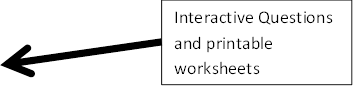 Interactive Questions
and printable
worksheets